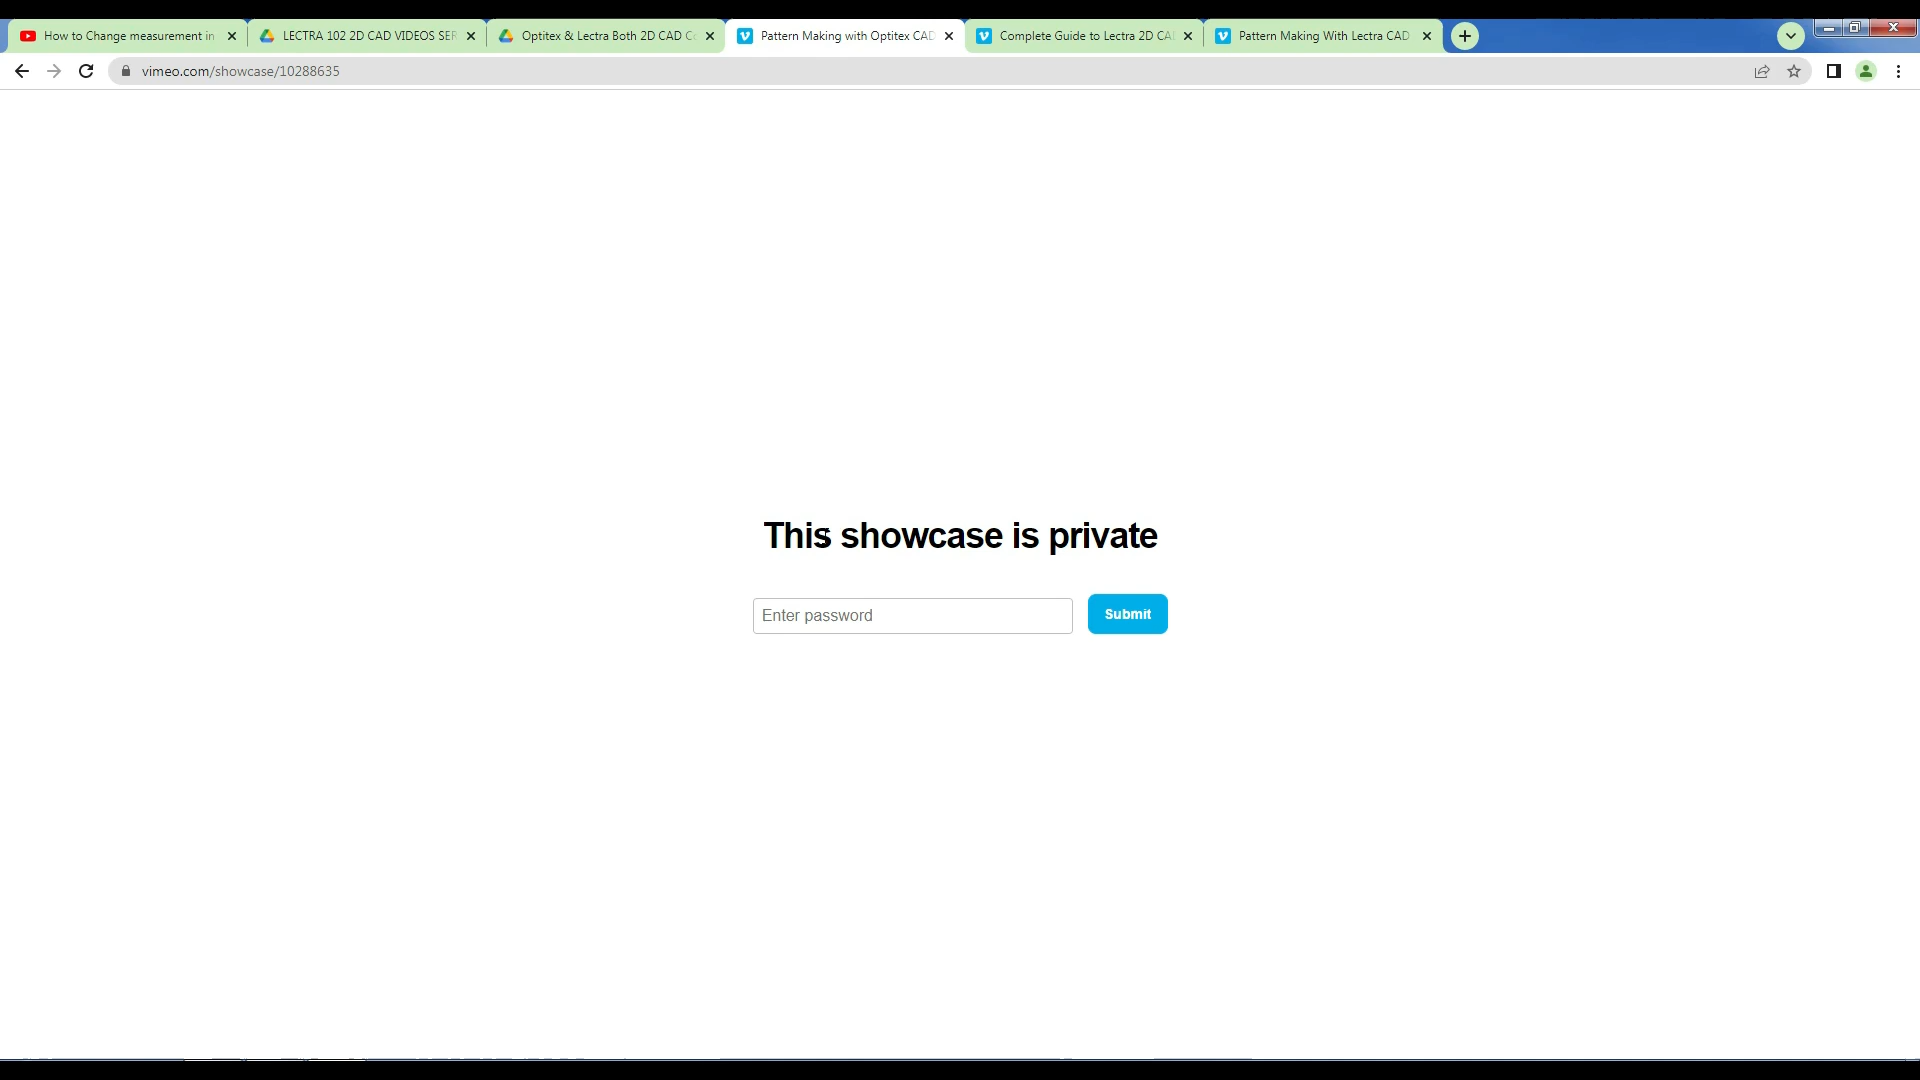 How to Change measurement in
LECTRA 102 2D CAD VIDEOS SER
Optitex & Lectra Both 2D CAD Co
Pattern Making with Optitex CAD
Complete Guide to Lectra 2D CA
Pattern Making With Lectra CAD
vimeo.com/showcase/10288635
This showcase is private
Enter password
Submit